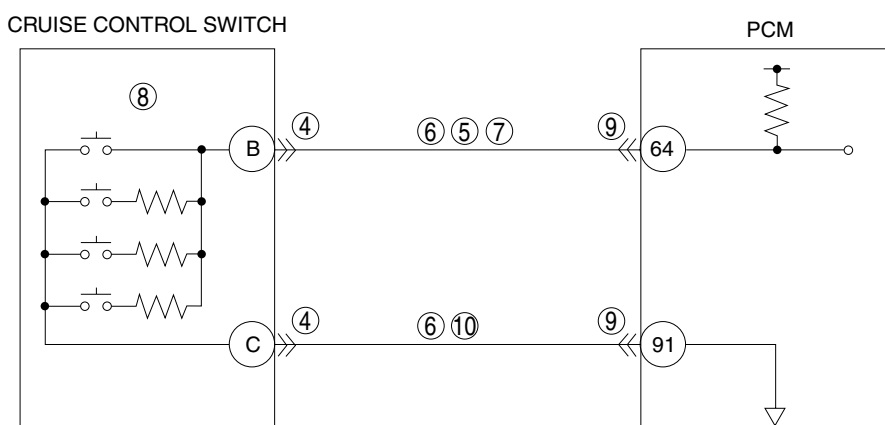 CRUISE CONTROL SWITCH
PCM
⑧
B ④ ⑥ ⑤ ⑦ ⑨ 64
C ④ ⑥ ⑩ ⑨ 91